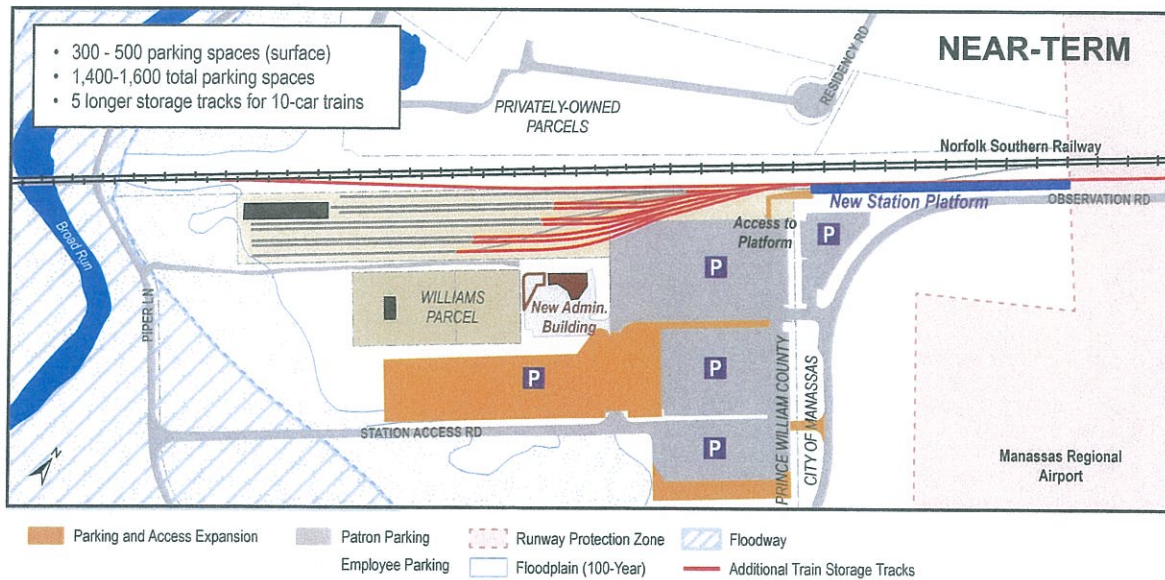 • 300 - 500 parking spaces (surface)
• 1,400-1,600 total parking spaces
• 5 longer storage tracks for 10-car trains
NEAR-TERM
RESIDENCY RD
PRIVATELY-OWNED
PARCELS
Norfolk Southern Railway
New Station Platform
OBSERVATION RD
Access to
Platform
P
Broad Run
PIPER LN
P
WILLIAMS
PARCEL
New Admin.
Building
P
P
PRINCE WILLIAM COUNTY
CITY OF MANASSAS
STATION ACCESS RD
P
Manassas Regional
Airport
N
Parking and Access Expansion
Patron Parking
Runway Protection Zone
Floodway
Employee Parking
Floodplain (100-Year)
Additional Train Storage Tracks